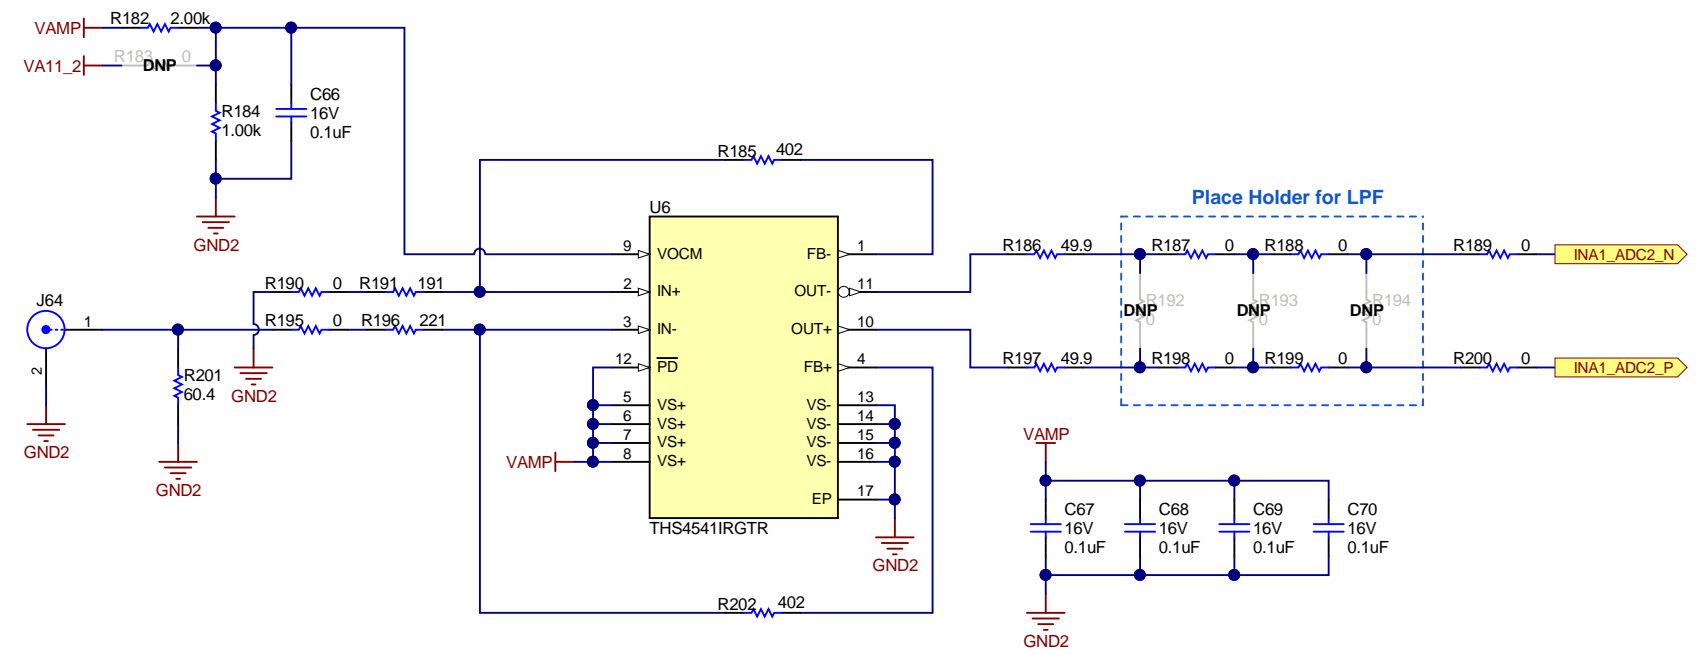 R182 2.00k
VAMP
R183 0
DNP
VA11_2
C66
16V
0.1uF
R184
1.00k
GND2
R185 402
Place Holder for LPF
U6
9 VOCM
FB- 1
R186 49.9
R187 0
R188 0
R189 0
INA1_ADC2_N
R190 0
R191 191
2 IN+
OUT- 11
J64
1
2
R195 0
R196 221
3 IN-
OUT+ 10
DNP R192 0
DNP R193 0
DNP R194 0
12 PD
FB+ 4
R197 49.9
R198 0
R199 0
R200 0
INA1_ADC2_P
R201
60.4
GND2
5 VS+
VS- 13
6 VS+
VS- 14
7 VS+
VS- 15
VAMP
8 VS+
VS- 16
GND2
GND2
EP 17
THS4541IRGTR
GND2
VAMP
C67
16V
0.1uF
C68
16V
0.1uF
C69
16V
0.1uF
C70
16V
0.1uF
R202 402
GND2